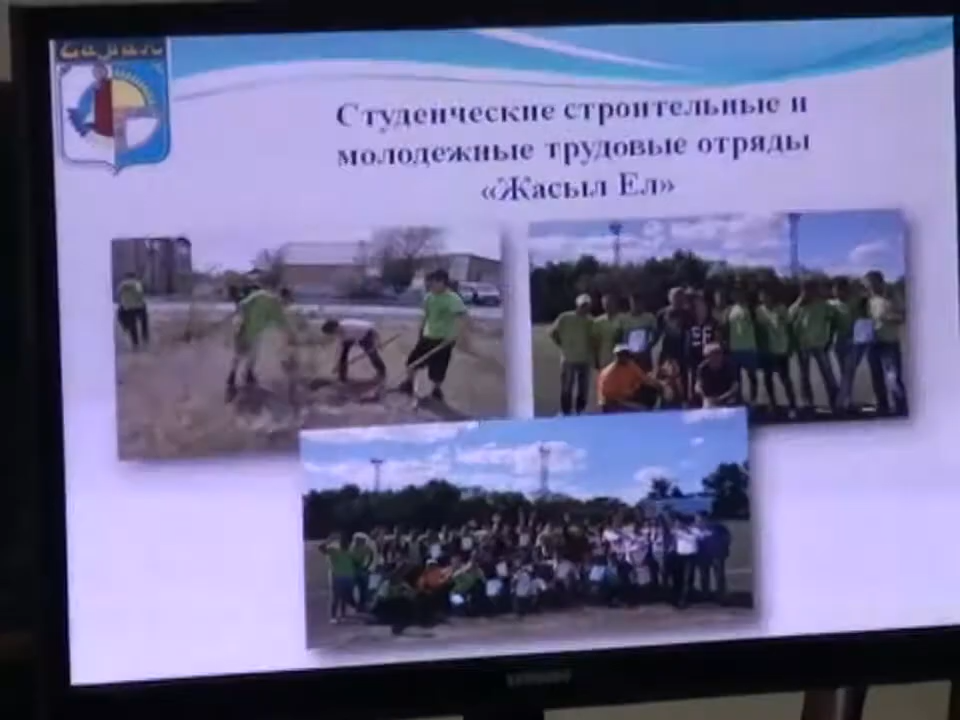 Студенческие строительные и
молодежные трудовые отряды
«Жасыл Ел»